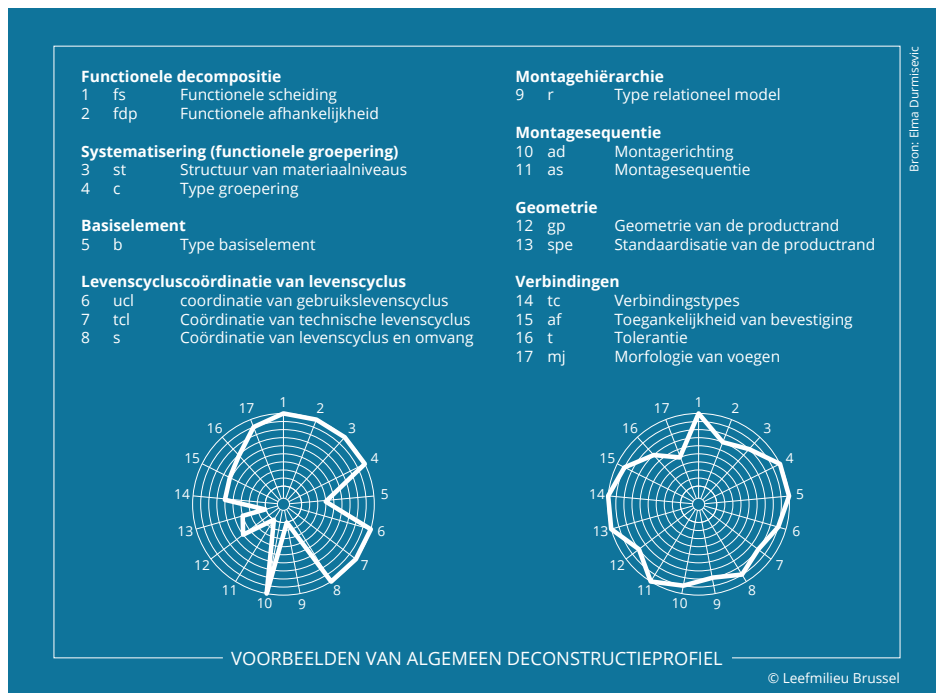 Functionele decompositie
1 fs Functionele scheiding
2 fdp Functionele afhankelijkheid
Systematisering (functionele groepering)
3 st Structuur van materiaalniveaus
4 c Type groepering
Basiselement
5 b Type basiselement
Levenscycluscoördinatie van levenscyclus
6 ucl coordinatie van gebruikslevenscyclus
7 tcl Coördinatie van technische levenscyclus
8 s Coördinatie van levenscyclus en omvang
Montagehiërarchie
9 r Type relationeel model
Montagesequentie
10 ad Montagerichting
11 as Montagesequentie
Geometrie
12 gp Geometrie van de productrand
13 spe Standaardisatie van de productrand
Verbindingen
14 tc Verbindingstypes
15 af Toegankelijkheid van bevestiging
16 t Tolerantie
17 mj Morfologie van voegen
Bron: Elma Durmisevic
1
2
3
4
5
6
7
8
9
10
11
12
13
14
15
16
17
1
2
3
4
5
6
7
8
9
10
11
12
13
14
15
16
17
VOORBEELDEN VAN ALGEMEEN DECONSTRUCTIEPROFIEL
© Leefmilieu Brussel